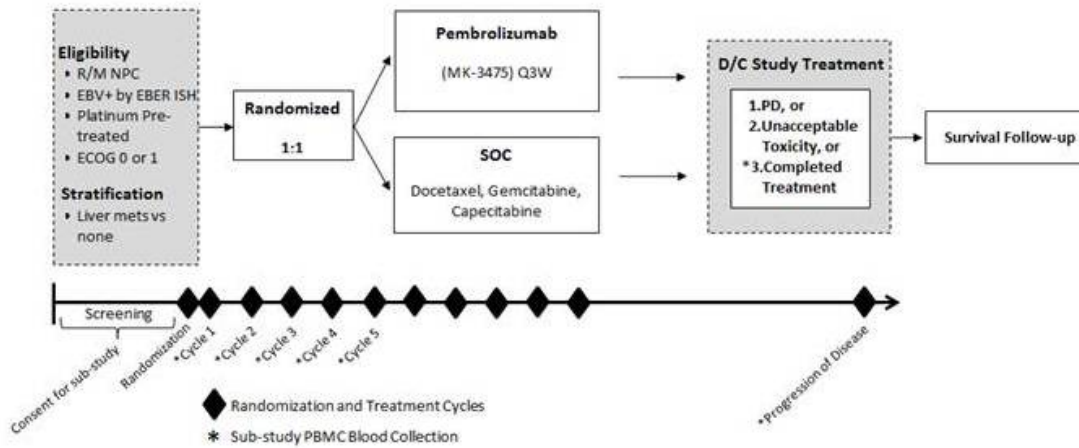 Eligibility
▸ R/M NPC
▸ EBV+ by EBER ISH
▸ Platinum Pre-
treated
▸ ECOG 0 or 1
Stratification
▸ Liver mets vs
none
Randomized
1:1
Pembrolizumab
(MK-3475) Q3W
SOC
Docetaxel, Gemcitabine,
Capecitabine
D/C Study Treatment
1.PD, or
2.Unacceptable
Toxicity, or
*3.Completed
Treatment
Survival Follow-up
Screening
Consent for sub-study
Randomization
*Cycle 1
*Cycle 2
*Cycle 3
*Cycle 4
*Cycle 5
*Progression of Disease
Randomization and Treatment Cycles
* Sub-study PBMC Blood Collection